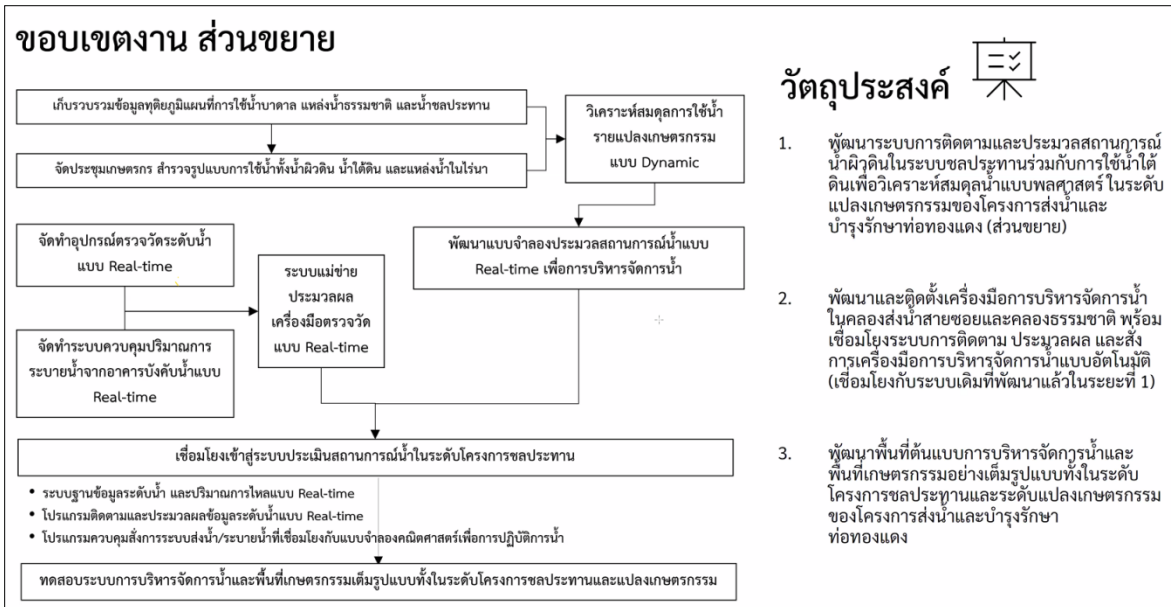 ขอบเขตงาน ส่วนขยาย
เก็บรวบรวมข้อมูลทุติยภูมิแผนที่การใช้น้ำบาดาล แหล่งน้ำธรรมชาติ และน้ำชลประทาน
จัดประชุมเกษตรกร สำรวจรูปแบบการใช้น้ำทั้งน้ำผิวดิน น้ำใต้ดิน และแหล่งน้ำในไร่นา
วิเคราะห์สมดุลการใช้น้ำ
รายแปลงเกษตรกรรม
แบบ Dynamic
จัดทำอุปกรณ์ตรวจวัดระดับน้ำ
แบบ Real-time
จัดทำระบบควบคุมปริมาณการ
ระบายน้ำจากอาคารบังคับน้ำแบบ
Real-time
ระบบแม่ข่าย
ประมวลผล
เครื่องมือตรวจวัด
แบบ Real-time
พัฒนาแบบจำลองประมวลสถานการณ์น้ำแบบ
Real-time เพื่อการบริหารจัดการน้ำ
เชื่อมโยงเข้าสู่ระบบประเมินสถานการณ์น้ำในระดับโครงการชลประทาน
• ระบบฐานข้อมูลระดับน้ำ และปริมาณการไหลแบบ Real-time
• โปรแกรมติดตามและประมวลผลข้อมูลระดับน้ำแบบ Real-time
• โปรแกรมควบคุมสั่งการระบบส่งน้ำ/ระบายน้ำที่เชื่อมโยงกับแบบจำลองคณิตศาสตร์เพื่อการปฏิบัติการน้ำ
ทดสอบระบบการบริหารจัดการน้ำและพื้นที่เกษตรกรรมเต็มรูปแบบทั้งในระดับโครงการชลประทานและแปลงเกษตรกรรม
วัตถุประสงค์
1. พัฒนาระบบการติดตามและประมวลสถานการณ์
น้ำผิวดินในระบบชลประทานร่วมกับการใช้น้ำใต้
ดินเพื่อวิเคราะห์สมดุลน้ำแบบพลศาสตร์ ในระดับ
แปลงเกษตรกรรมของโครงการส่งน้ำและ
บำรุงรักษาท่อทองแดง (ส่วนขยาย)
2. พัฒนาและติดตั้งเครื่องมือการบริหารจัดการน้ำ
ในคลองส่งน้ำสายซอยและคลองธรรมชาติ พร้อม
เชื่อมโยงระบบการติดตาม ประมวลผล และสั่ง
การเครื่องมือการบริหารจัดการน้ำแบบอัตโนมัติ
(เชื่อมโยงกับระบบเดิมที่พัฒนาแล้วในระยะที่ 1)
3. พัฒนาพื้นที่ต้นแบบการบริหารจัดการน้ำและ
พื้นที่เกษตรกรรมอย่างเต็มรูปแบบทั้งในระดับ
โครงการชลประทานและระดับแปลงเกษตรกรรม
ของโครงการส่งน้ำและบำรุงรักษา
ท่อทองแดง